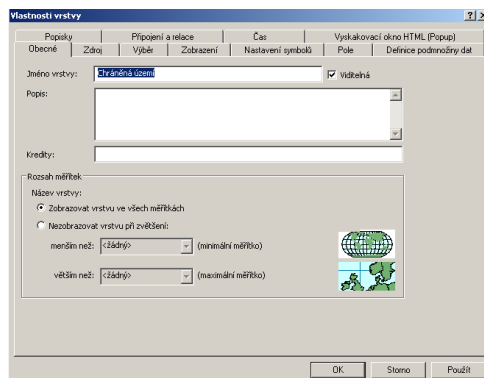 Vlastnosti vrstvy
Popisky Připojení a relace Čas Vyskakovací okno HTML (Popup)
Obecné Zdroj Výběr Zobrazení Nastavení symbolů Pole Definice podmnožiny dat
Jméno vrstvy: Chráněná území Viditelná
Popis:
Kredity:
Rozsah měřítek
Název vrstvy:
Zobrazovat vrstvu ve všech měřítkách
Nezobrazovat vrstvu při zvětšení:
menším než: <žádný> (minimální měřítko)
větším než: <žádný> (maximální měřítko)
OK Storno Použít